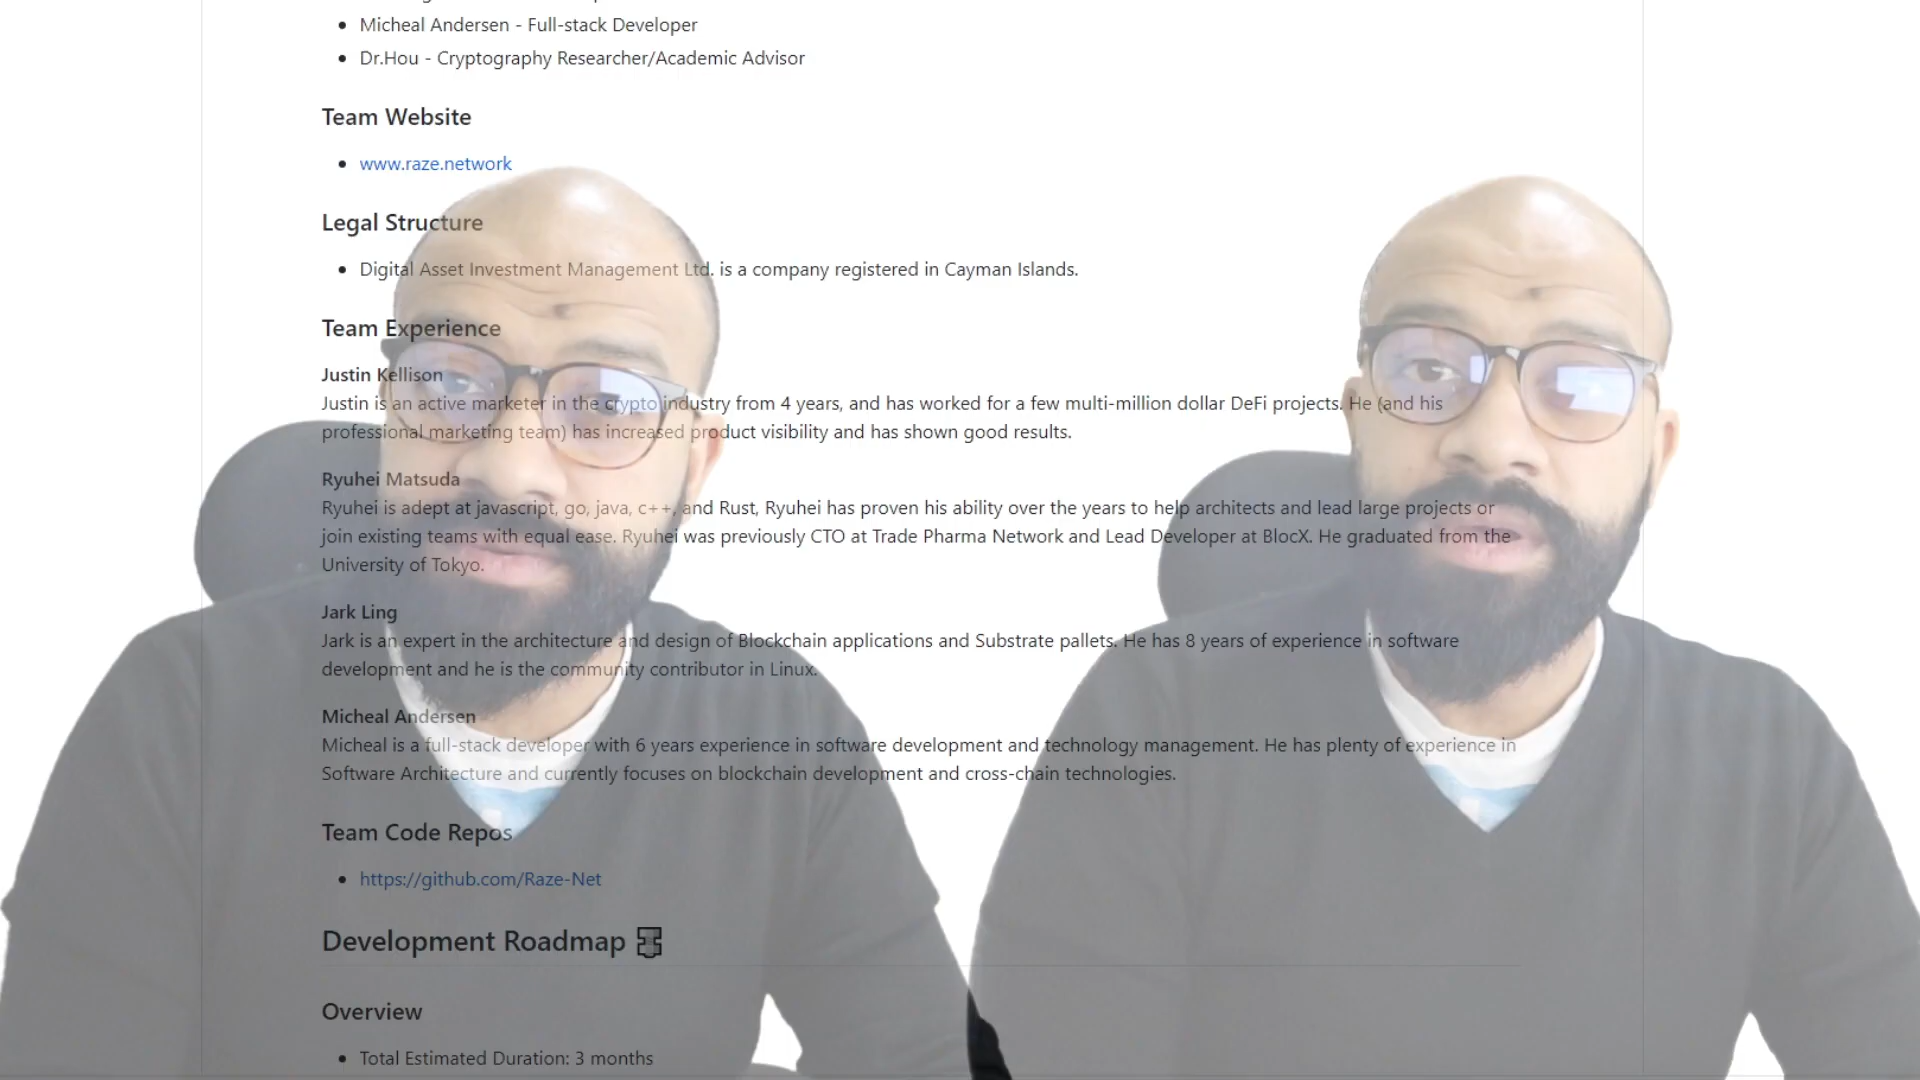 Micheal Andersen - Full-stack Developer
Dr.Hou - Cryptography Researcher/Academic Advisor
Team Website
www.raze.network
Legal Structure
Digital Asset Investment Management Ltd. is a company registered in Cayman Islands.
Team Experience
Justin Kellison
Justin is an active marketer in the crypto industry from 4 years, and has worked for a few multi-million dollar DeFi projects. He (and his
professional marketing team) has increased product visibility and has shown good results.
Ryuhei Matsuda
Ryuhei is adept at javascript, go, java, c++, and Rust, Ryuhei has proven his ability over the years to help architects and lead large projects or
join existing teams with equal ease. Ryuhei was previously CTO at Trade Pharma Network and Lead Developer at BlocX. He graduated from the
University of Tokyo.
Jark Ling
Jark is an expert in the architecture and design of Blockchain applications and Substrate pallets. He has 8 years of experience in software
development and he is the community contributor in Linux.
Micheal Andersen
Micheal is a full-stack developer with 6 years experience in software development and technology management. He has plenty of experience in
Software Architecture and currently focuses on blockchain development and cross-chain technologies.
Team Code Repos
https://github.com/Raze-Net
Development Roadmap
Overview
Total Estimated Duration: 3 months